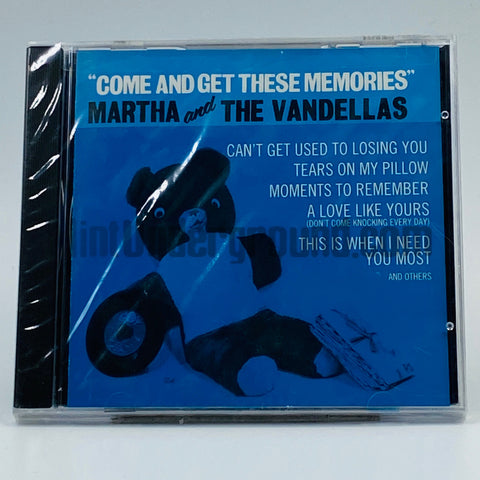 "COME AND GET THESE MEMORIES"
MARTHA and THE VANDELLAS
CAN'T GET USED TO LOSING YOU
TEARS ON MY PILLOW
MOMENTS TO REMEMBER
A LOVE LIKE YOURS
(DON'T COME KNOCKING EVERY DAY)
THIS IS WHEN I NEED
YOU MOST
AND OTHERS